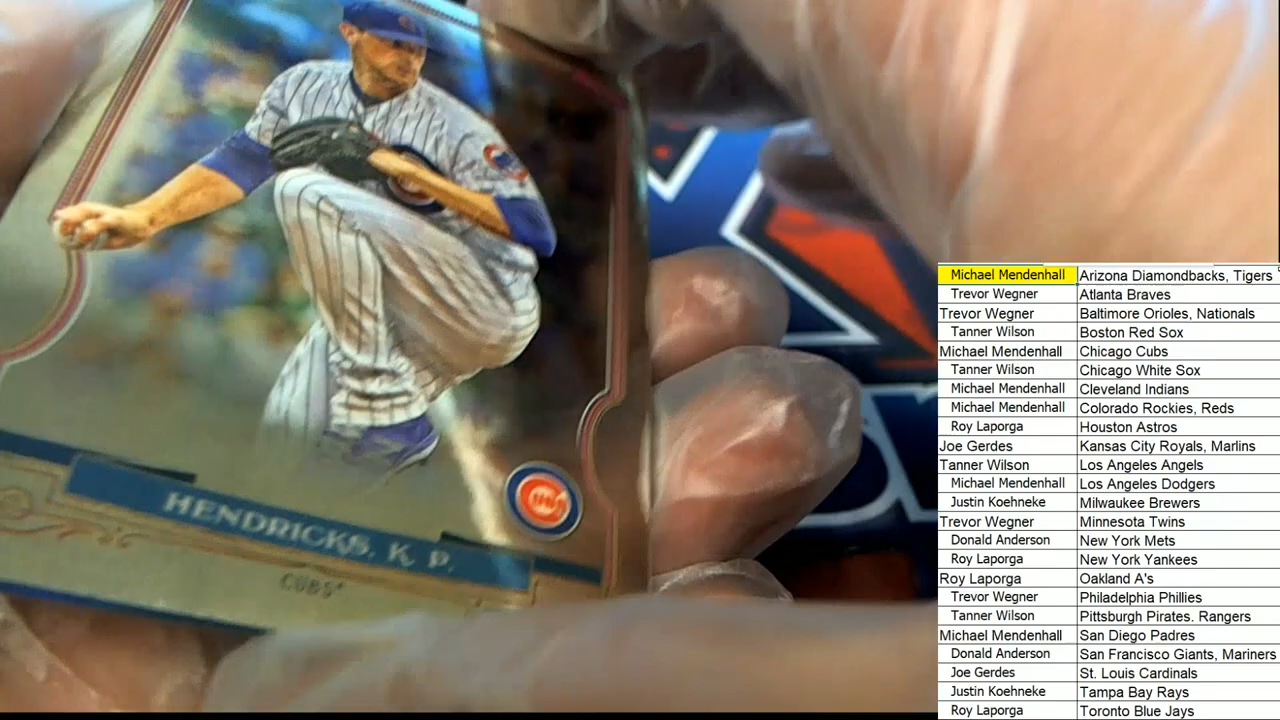 HENDRICKS, K P.
CUBS
Michael Mendenhall Arizona Diamondbacks, Tigers
Trevor Wegner Atlanta Braves
Trevor Wegner Baltimore Orioles, Nationals
Tanner Wilson Boston Red Sox
Michael Mendenhall Chicago Cubs
Tanner Wilson Chicago White Sox
Michael Mendenhall Cleveland Indians
Michael Mendenhall Colorado Rockies, Reds
Roy Laporga Houston Astros
Joe Gerdes Kansas City Royals, Marlins
Tanner Wilson Los Angeles Angels
Michael Mendenhall Los Angeles Dodgers
Justin Koehneke Milwaukee Brewers
Trevor Wegner Minnesota Twins
Donald Anderson New York Mets
Roy Laporga New York Yankees
Roy Laporga Oakland A's
Trevor Wegner Philadelphia Phillies
Tanner Wilson Pittsburgh Pirates. Rangers
Michael Mendenhall San Diego Padres
Donald Anderson San Francisco Giants, Mariners
Joe Gerdes St. Louis Cardinals
Justin Koehneke Tampa Bay Rays
Roy Laporga Toronto Blue Jays